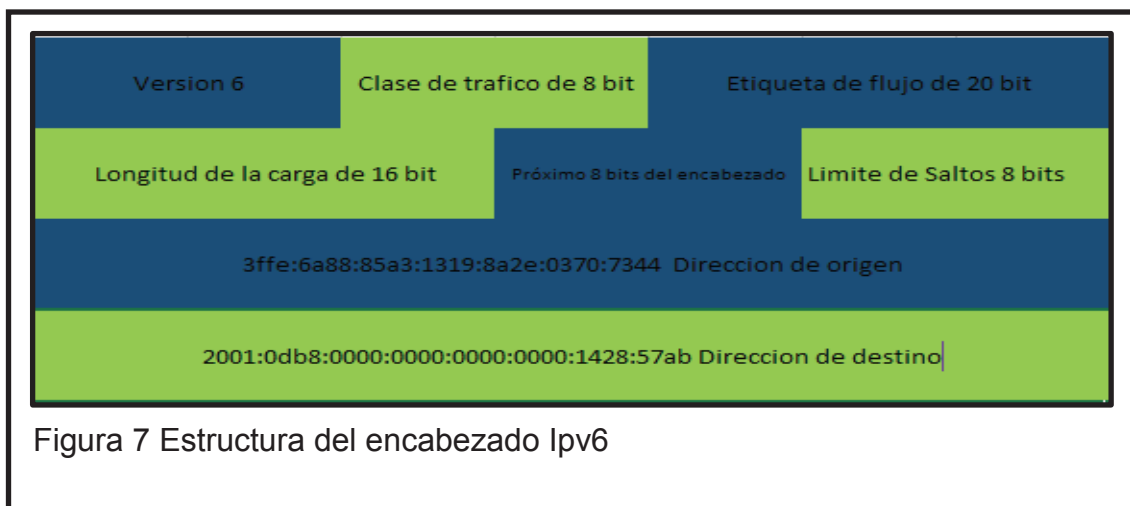 Version 6 Clase de trafico de 8 bit Etiqueta de flujo de 20 bit
Longitud de la carga de 16 bit Próximo 8 bits del encabezado Limite de Saltos 8 bits
3ffe:6a88:85a3:1319:8a2e:0370:7344 Direccion de origen
2001:0db8:0000:0000:0000:0000:1428:57ab Direccion de destino
Figura 7 Estructura del encabezado Ipv6